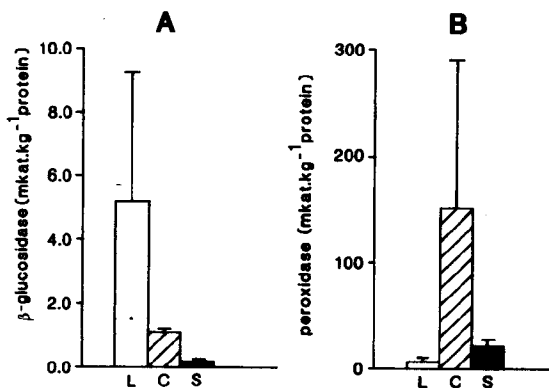 A
β-glucosidase (mkat.kg⁻¹protein)
10.0
8.0
6.0
4.0
2.0
0.0
L C S
B
peroxidase (mkat.kg⁻¹protein)
300
200
100
0
L C S